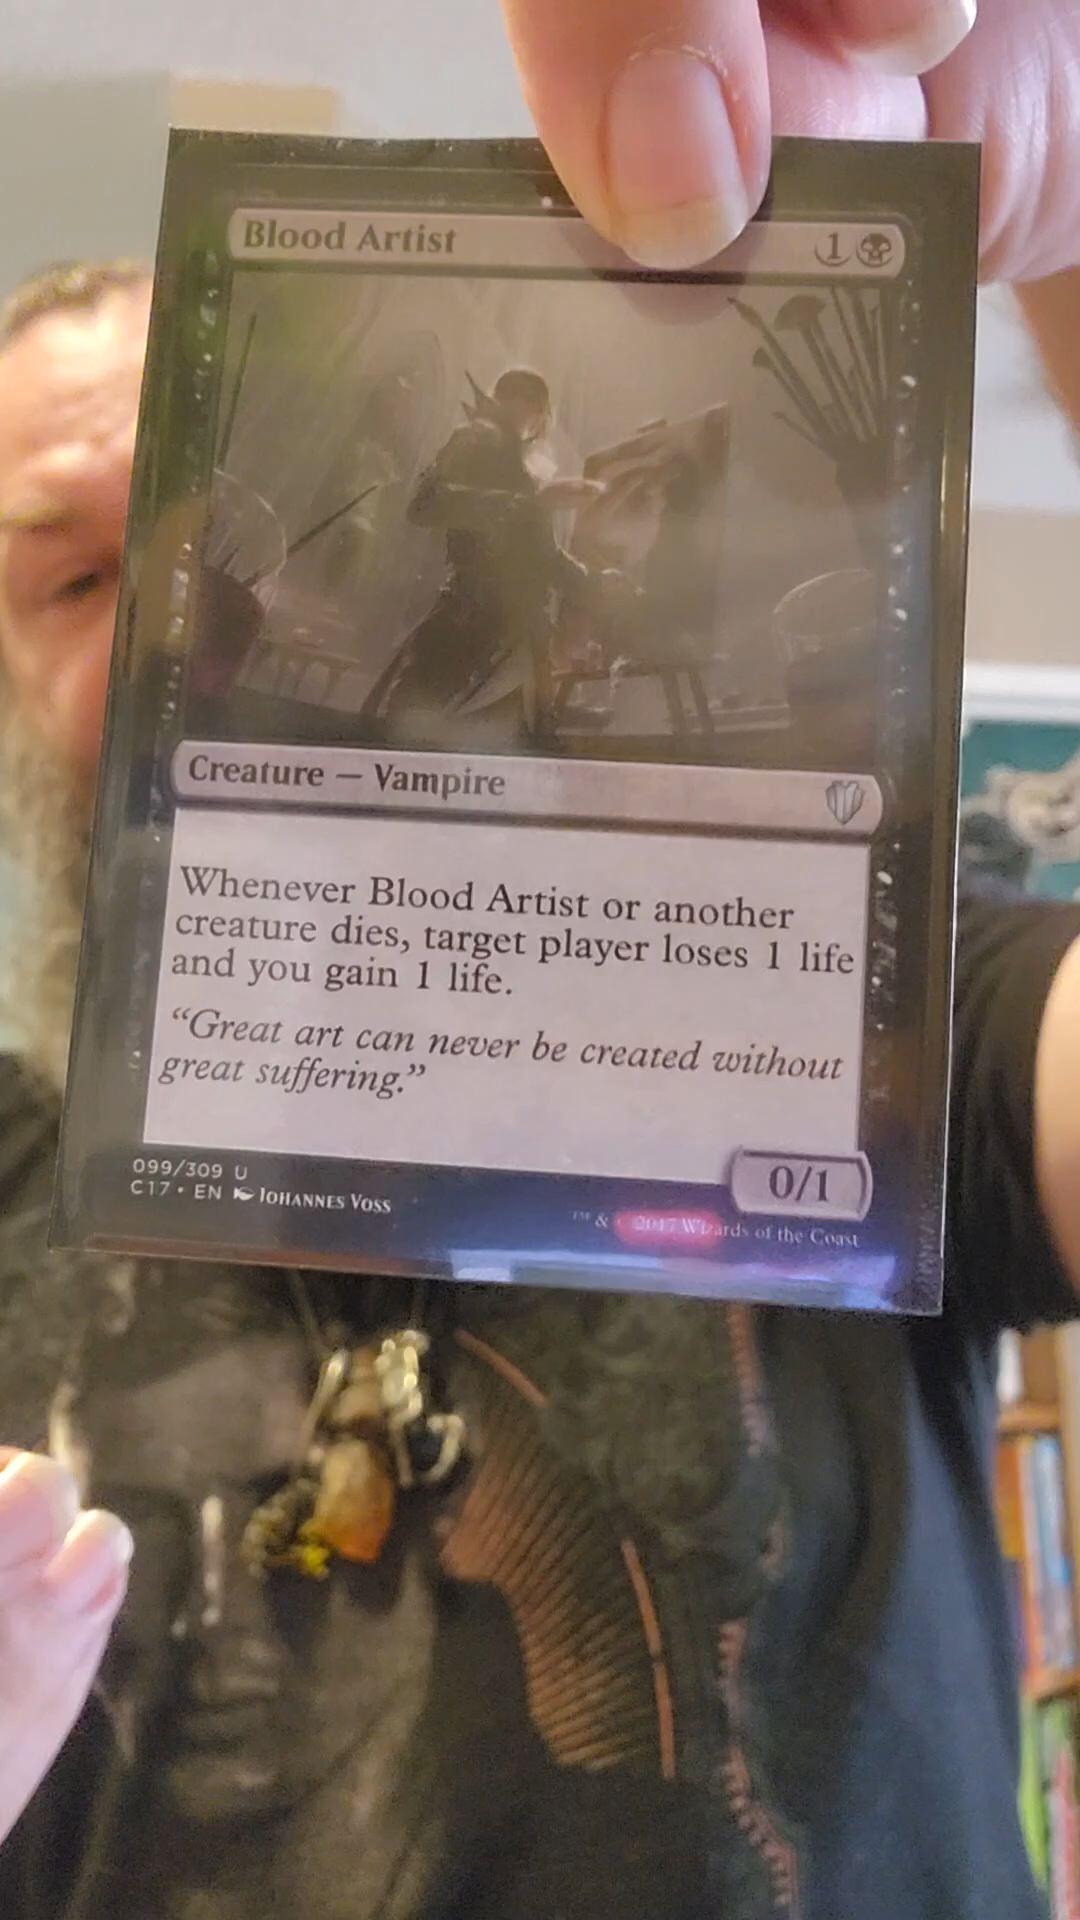 Blood Artist 1
Creature — Vampire
Whenever Blood Artist or another
creature dies, target player loses 1 life
and you gain 1 life.
“Great art can never be created without
great suffering.”
099/309 U
C17 • EN Johannes Voss
0/1
™ & © 2017 Wizards of the Coast